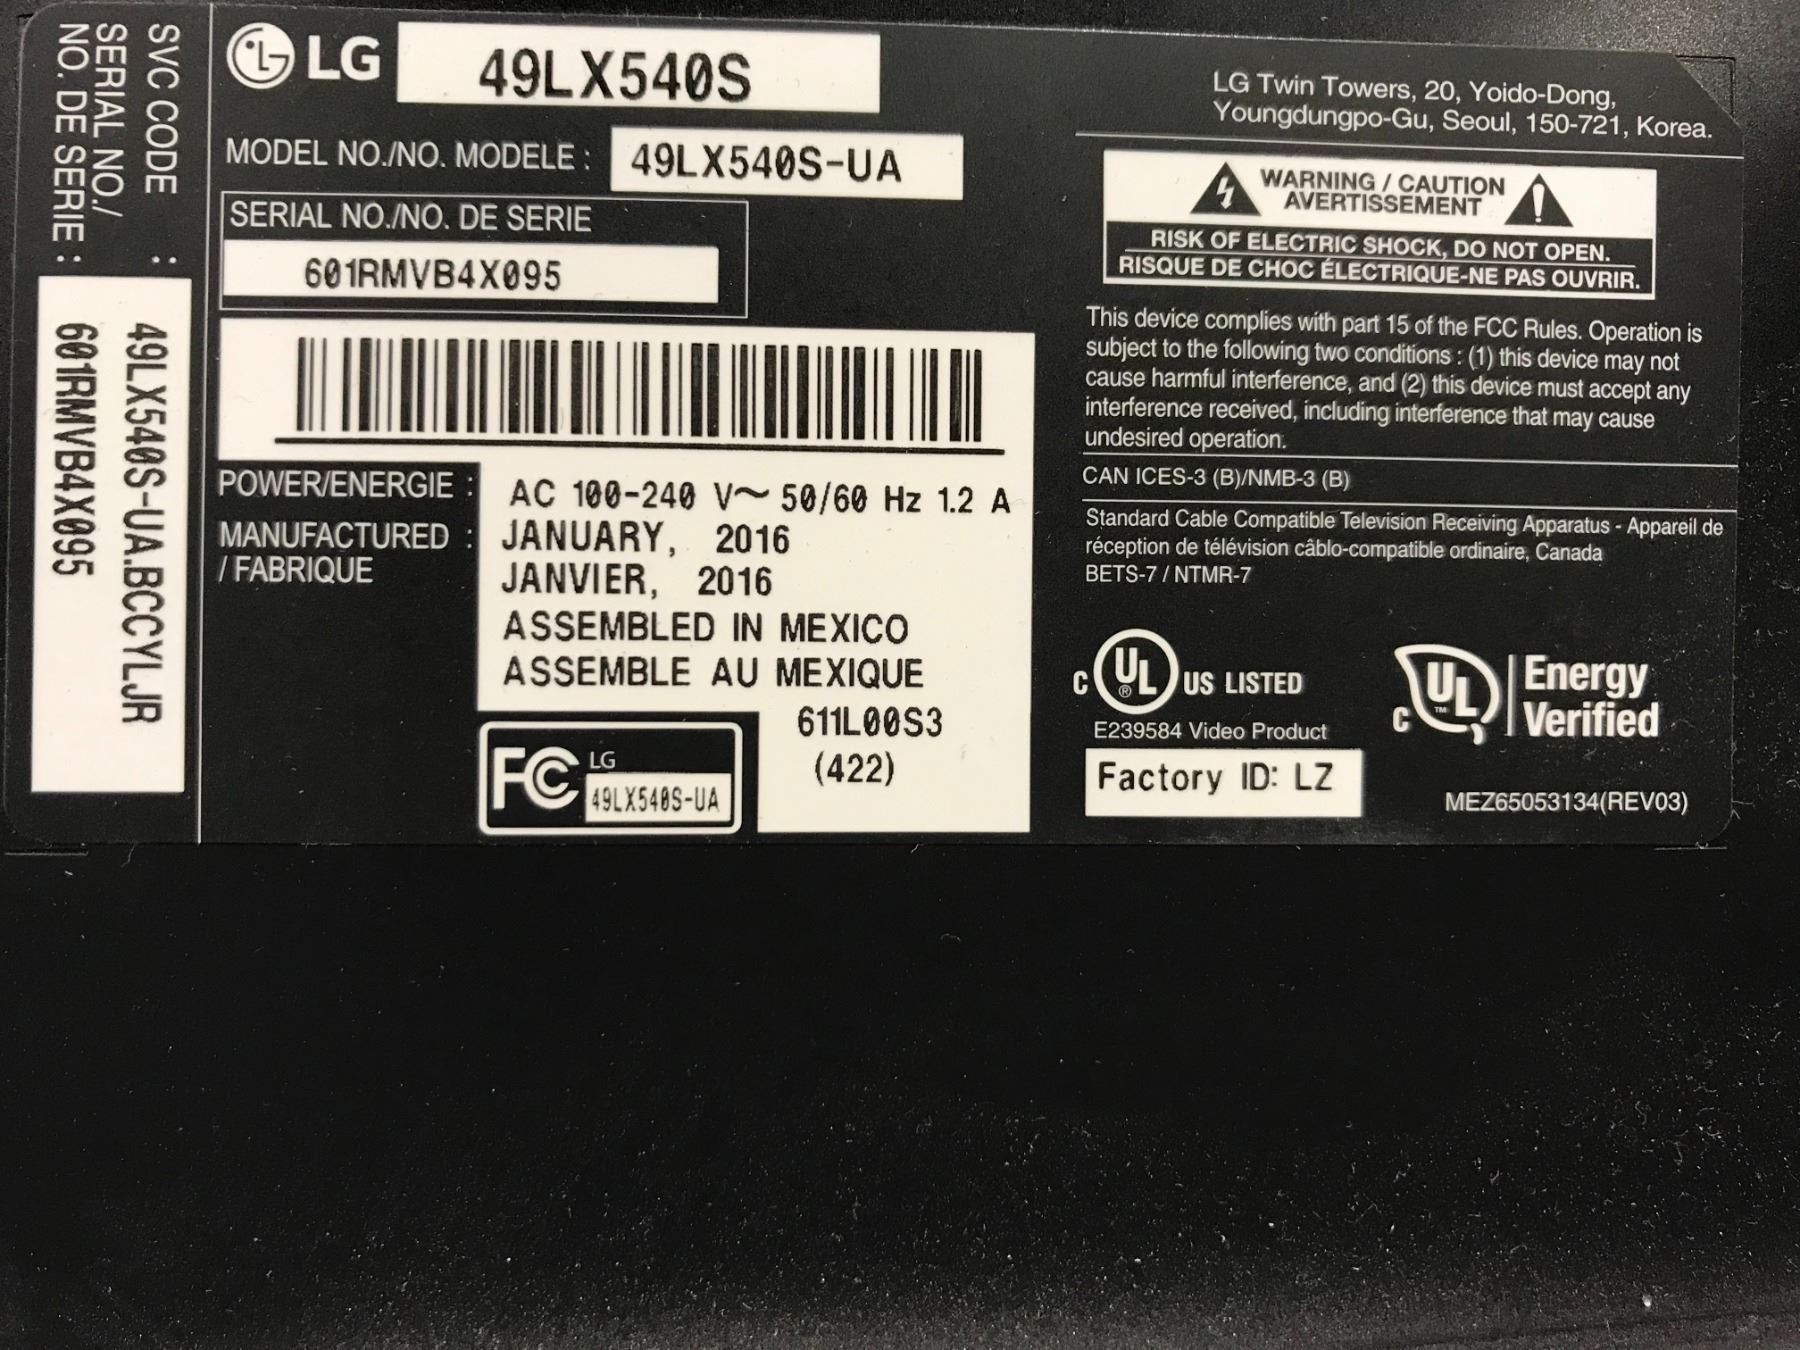 SVC CODE : 49LX540S-UA.BCCYLJR
SERIAL NO./
NO. DE SERIE : 601RMVB4X095
LG 49LX540S
MODEL NO./NO. MODELE : 49LX540S-UA
SERIAL NO./NO. DE SERIE
601RMVB4X095
POWER/ENERGIE : AC 100-240 V~ 50/60 Hz 1.2 A
MANUFACTURED : JANUARY, 2016
/ FABRIQUE JANVIER, 2016
ASSEMBLED IN MEXICO
ASSEMBLE AU MEXIQUE
611L00S3
(422)
FC LG
49LX540S-UA
LG Twin Towers, 20, Yoido-Dong,
Youngdungpo-Gu, Seoul, 150-721, Korea.
WARNING / CAUTION
AVERTISSEMENT
RISK OF ELECTRIC SHOCK, DO NOT OPEN.
RISQUE DE CHOC ÉLECTRIQUE-NE PAS OUVRIR.
This device complies with part 15 of the FCC Rules. Operation is
subject to the following two conditions : (1) this device may not
cause harmful interference, and (2) this device must accept any
interference received, including interference that may cause
undesired operation.
CAN ICES-3 (B)/NMB-3 (B)
Standard Cable Compatible Television Receiving Apparatus - Appareil de
réception de télévision câblo-compatible ordinaire, Canada
BETS-7 / NTMR-7
C UL ® US LISTED
E239584 Video Product
Factory ID: LZ
C UL ™ Energy
Verified
MEZ65053134(REV03)